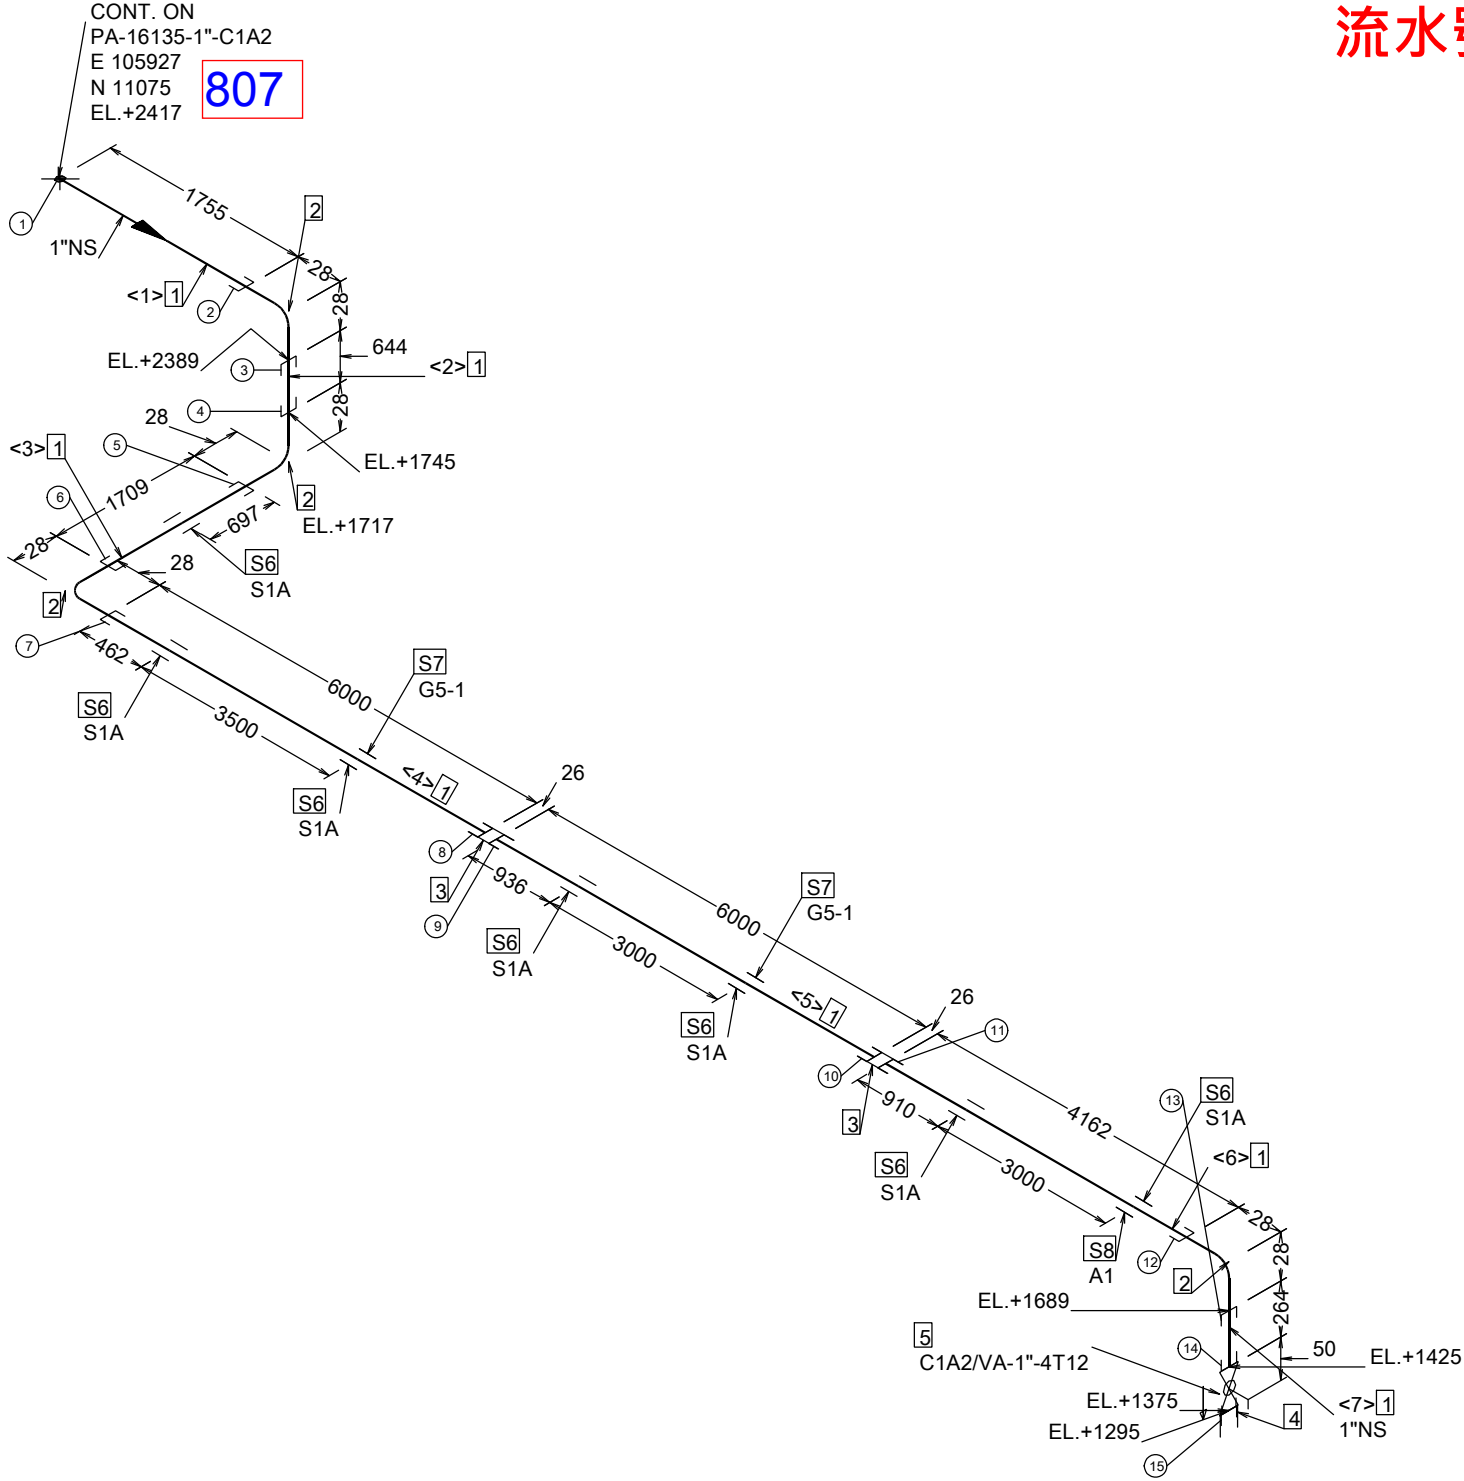 CONT. ON
PA-16135-1"-C1A2
E 105927
N 11075
EL.+2417
807
流水
1
1"NS
1755
2
28
28
<1> 1
2
EL.+2389
3
644
<2> 1
4
28
28
EL.+1745
<3> 1
5
6
1709
697
2
EL.+1717
28
28
S6
S1A
2
7
462
S6
S1A
3500
6000
S7
G5-1
S6
S1A
<4> 1
26
8
3
936
9
S6
S1A
3000
6000
S7
G5-1
S6
S1A
<5> 1
26
11
10
3
910
S6
S1A
3000
4162
13
S6
S1A
<6> 1
S8
A1
12
28
28
2
264
EL.+1689
5
C1A2/VA-1"-4T12
14
50
EL.+1425
EL.+1375
EL.+1295
4
<7> 1
1"NS
15